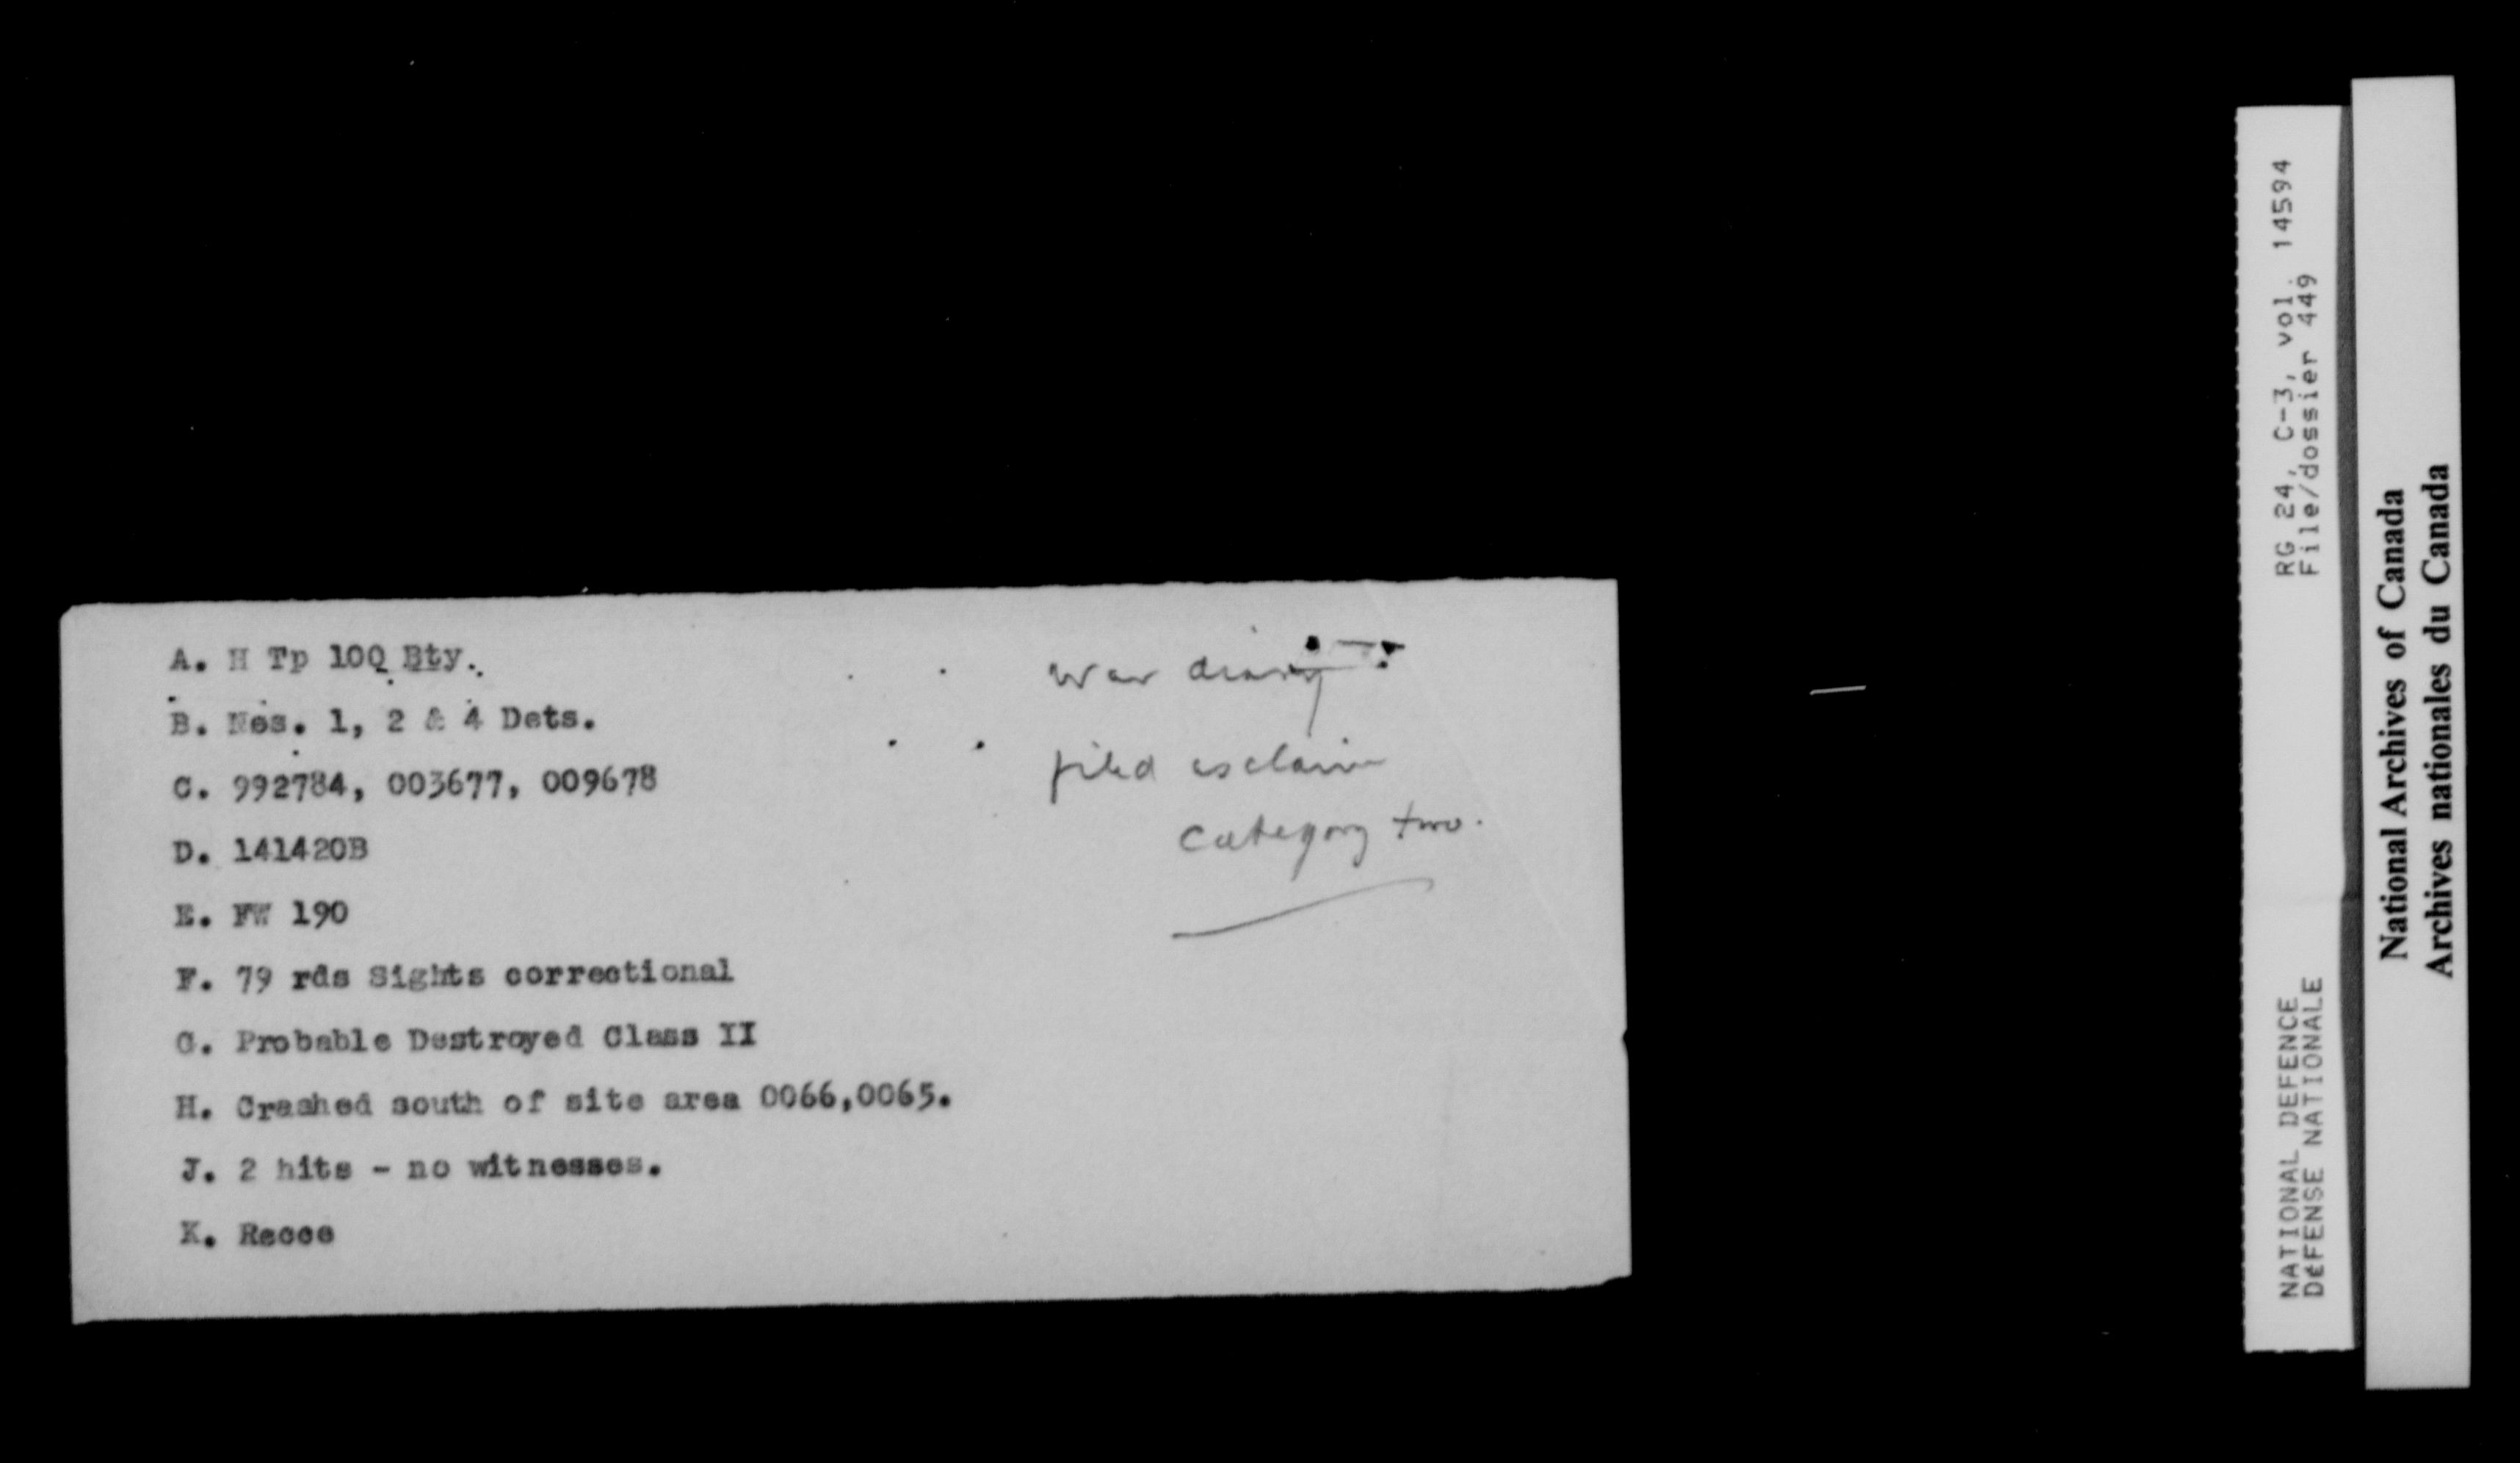 A. H Tp 100 Bty.
B. Nos. 1, 2 & 4 Dets.
C. 992784, 003677, 009678
D. 141420B
E. FW 190
F. 79 rds Sights correctional
G. Probable Destroyed Class II
H. Crashed south of site area 0066,0065.
J. 2 hits - no witnesses.
K. Recce
War diary
filed as claim
Category two.
RG 24, C-3, vol. 14594
File/dossier 449
NATIONAL DEFENCE
DÉFENSE NATIONALE
National Archives of Canada
Archives nationales du Canada